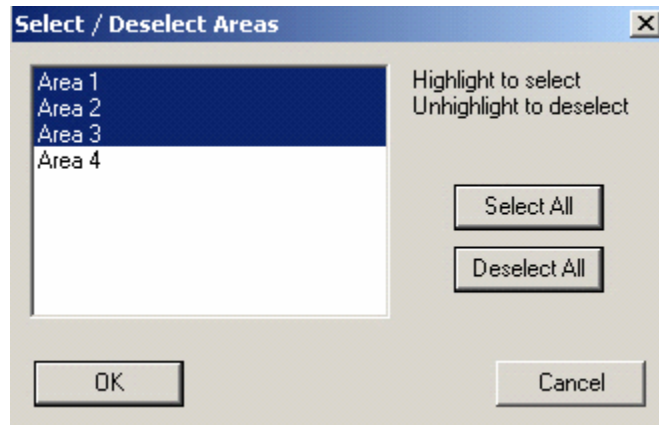 Select / Deselect Areas
Area 1
Area 2
Area 3
Area 4
Highlight to select
Unhighlight to deselect
Select All
Deselect All
OK
Cancel